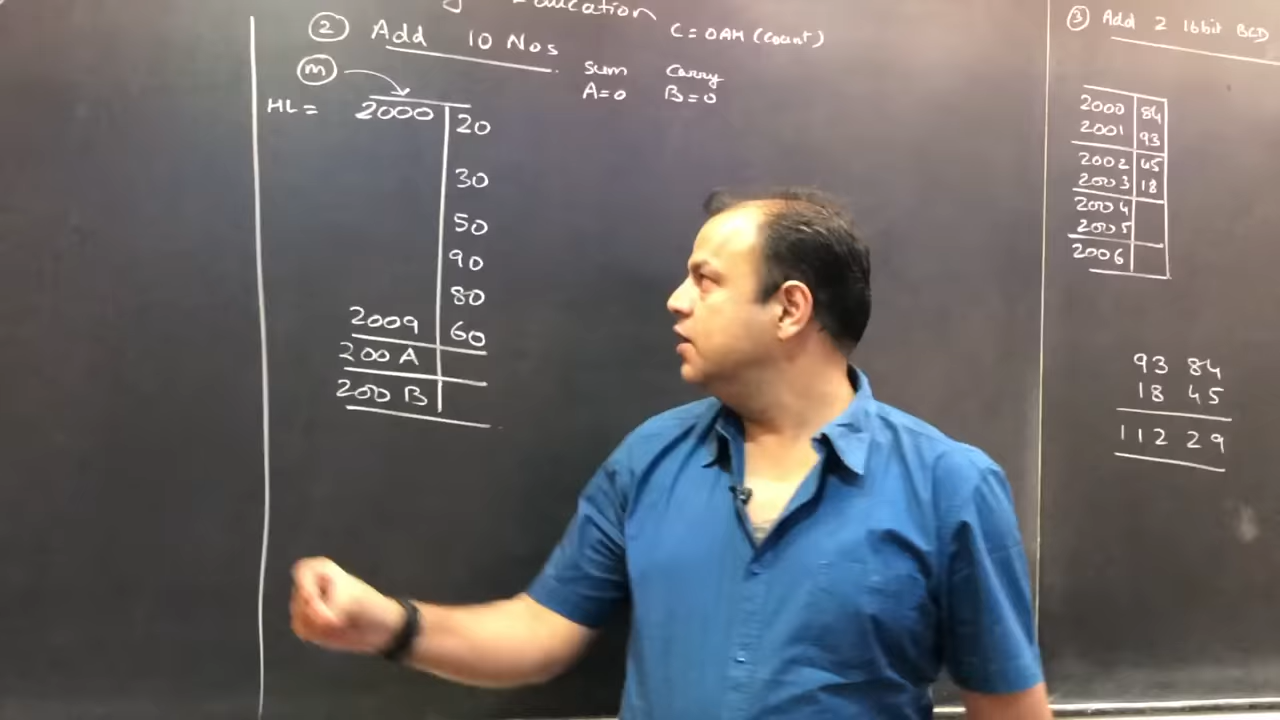 Education
2 Add 10 Nos
C = 0AH (Count)
m
Sum Carry
A=0 B=0
HL = 2000 20
30
50
90
80
2009 60
200A
200B
3 Add 2 16bit BCD
2000 84
2001 93
2002 45
2003 18
2004
2005
2006
93 84
18 45
112 29